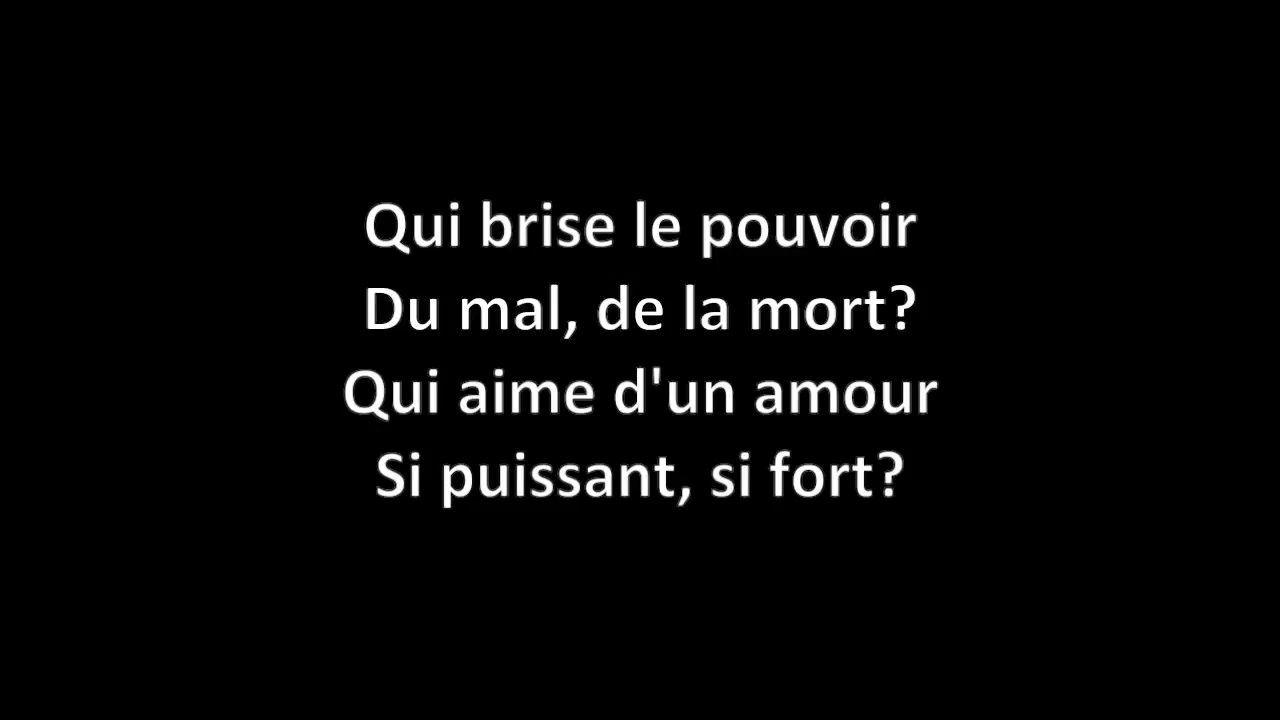 Qui brise le pouvoir
Du mal, de la mort?
Qui aime d'un amour
Si puissant, si fort?